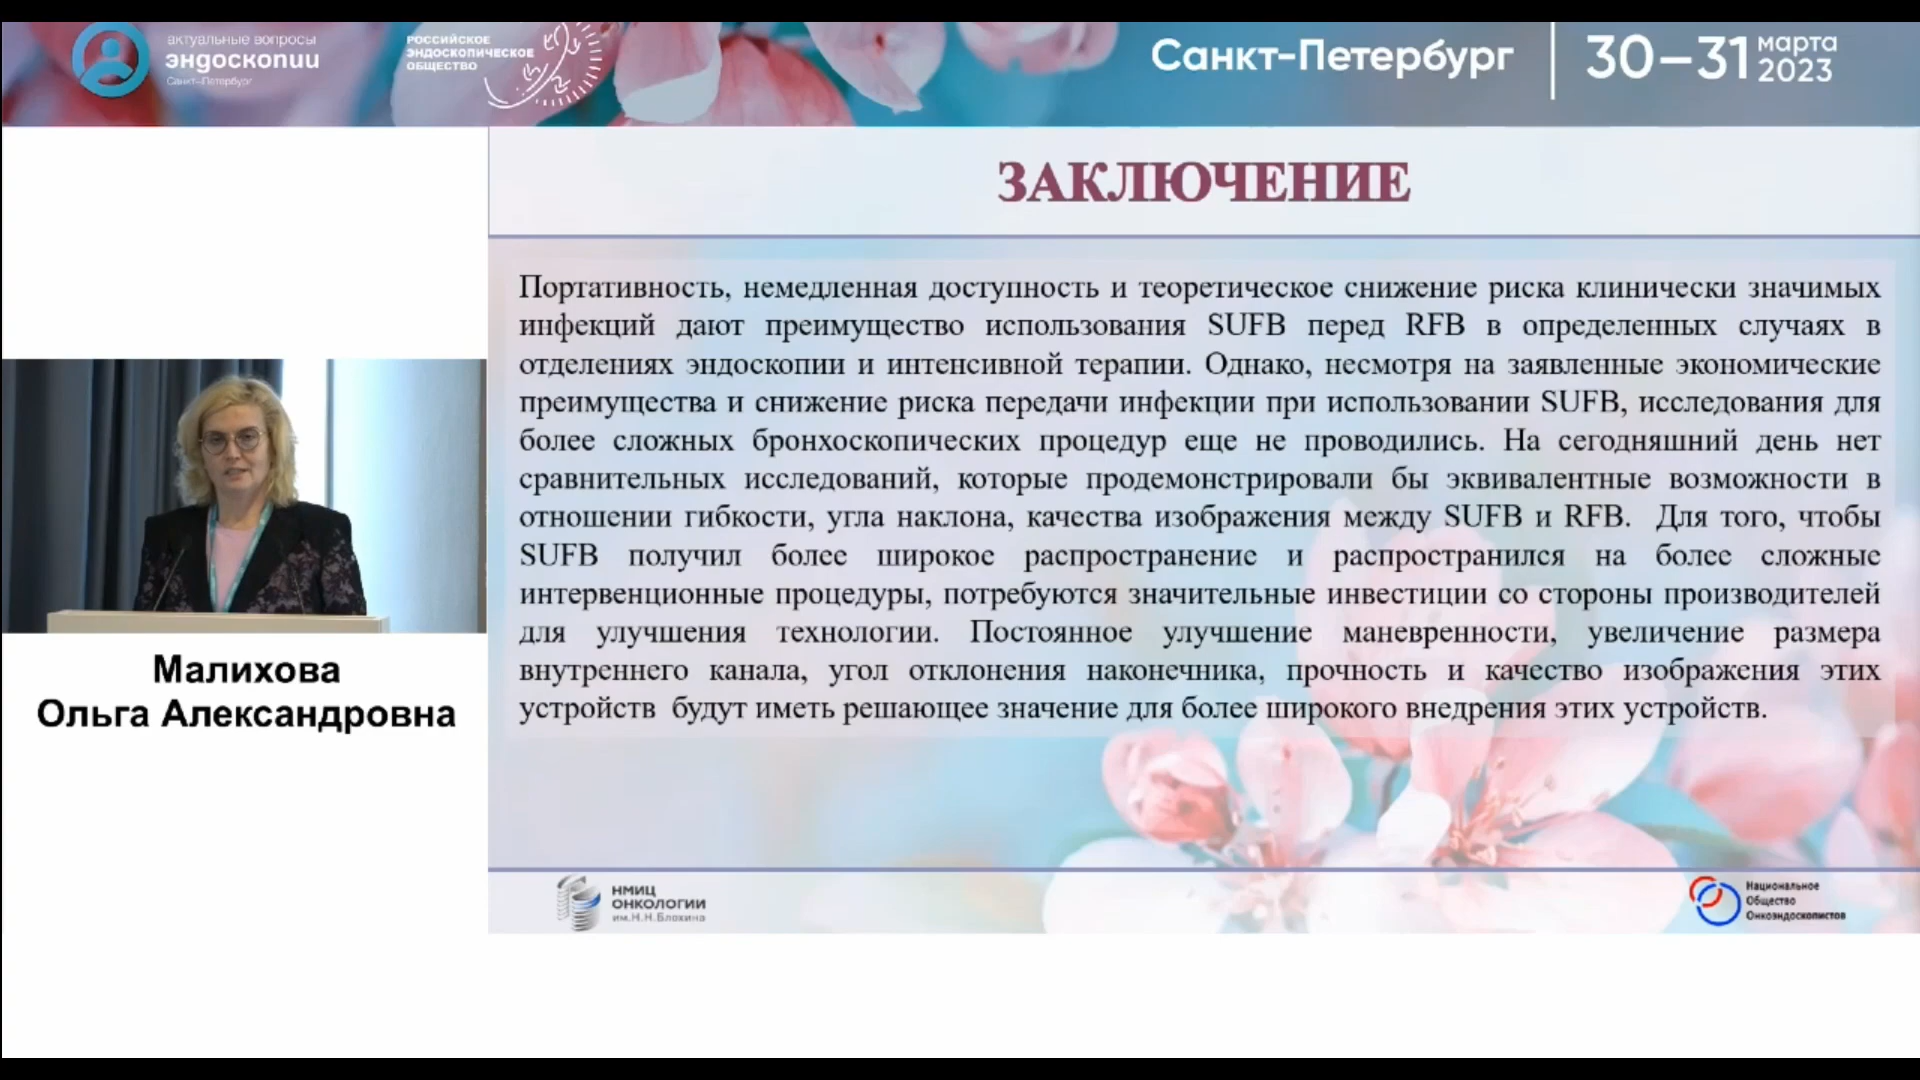 актуальные вопросы
эндоскопии
Санкт-Петербург
РОССИЙСКОЕ
ЭНДОСКОПИЧЕСКОЕ
ОБЩЕСТВО
Санкт-Петербург
30–31 марта
2023
ЗАКЛЮЧЕНИЕ
Портативность, немедленная доступность и теоретическое снижение риска клинически значимых
инфекций дают преимущество использования SUFB перед RFB в определенных случаях в
отделениях эндоскопии и интенсивной терапии. Однако, несмотря на заявленные экономические
преимущества и снижение риска передачи инфекции при использовании SUFB, исследования для
более сложных бронхоскопических процедур еще не проводились. На сегодняшний день нет
сравнительных исследований, которые продемонстрировали бы эквивалентные возможности в
отношении гибкости, угла наклона, качества изображения между SUFB и RFB. Для того, чтобы
SUFB получил более широкое распространение и распространился на более сложные
интервенционные процедуры, потребуются значительные инвестиции со стороны производителей
для улучшения технологии. Постоянное улучшение маневренности, увеличение размера
внутреннего канала, угол отклонения наконечника, прочность и качество изображения этих
устройств будут иметь решающее значение для более широкого внедрения этих устройств.
Малихова
Ольга Александровна
НМИЦ
ОНКОЛОГИИ
им.Н.Н.Блохина
Национальное
Общество
Онкоэндоскопистов